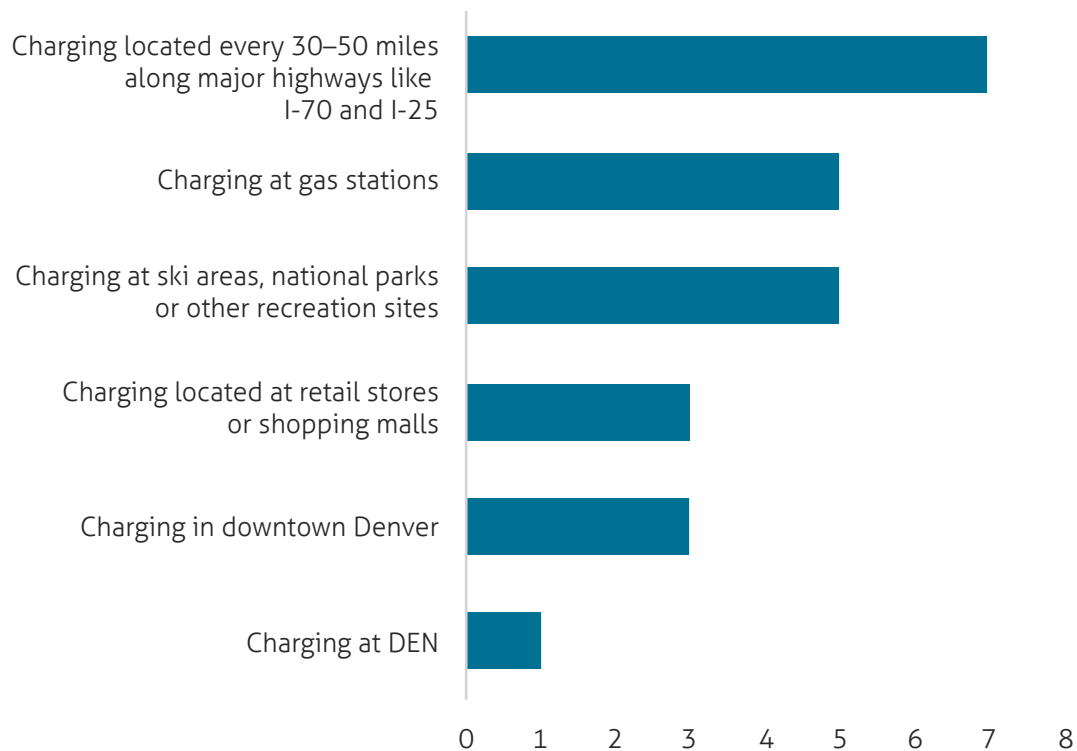 Charging located every 30–50 miles
along major highways like
I-70 and I-25
Charging at gas stations
Charging at ski areas, national parks
or other recreation sites
Charging located at retail stores
or shopping malls
Charging in downtown Denver
Charging at DEN
0 1 2 3 4 5 6 7 8